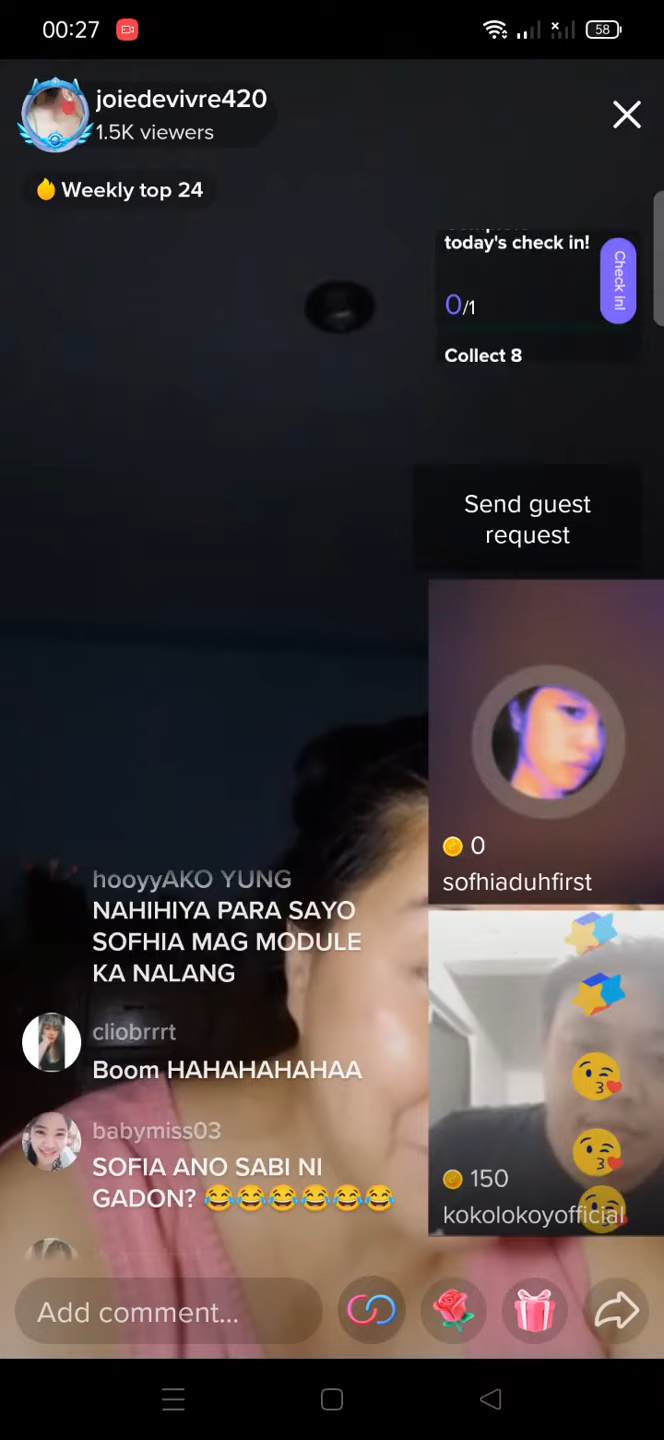 00:27
58
joiedevivre420
1.5K viewers
Weekly top 24
today's check in!
0/1
Check in!
Collect 8
Send guest
request
0
sofhiaduhfirst
hooyyAKO YUNG
NAHIHIYA PARA SAYO
SOFHIA MAG MODULE
KA NALANG
cliobrrrt
Boom HAHAHAHAHAA
babymiss03
SOFIA ANO SABI NI
GADON? 😂😂😂😂😂😂
150
kokolokoyofficial
Add comment...